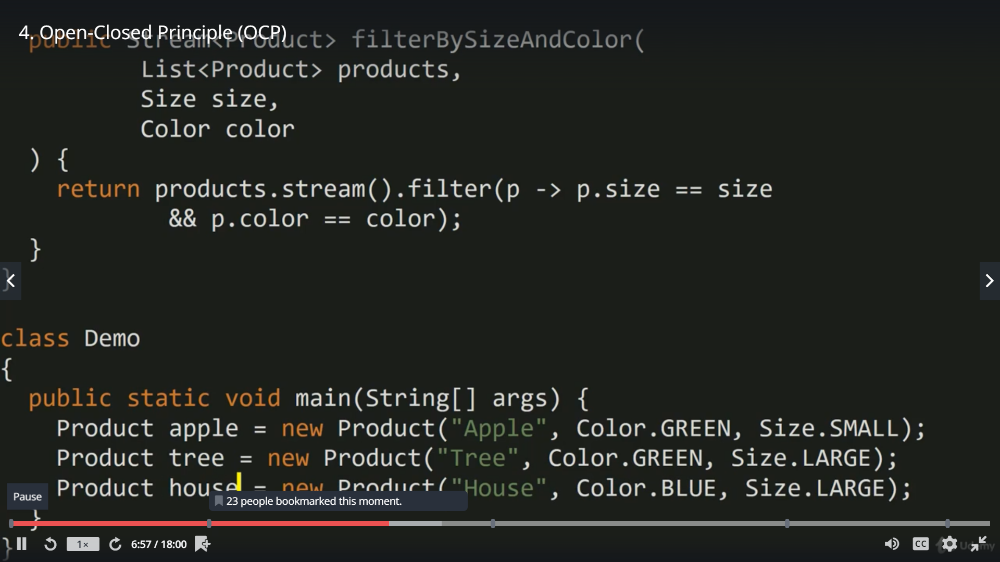 4. Open-Closed Principle (OCP)
public Stream<Product> filterBySizeAndColor(
List<Product> products,
Size size,
Color color
) {
return products.stream().filter(p -> p.size == size
&& p.color == color);
}
}
class Demo
{
public static void main(String[] args) {
Product apple = new Product("Apple", Color.GREEN, Size.SMALL);
Product tree = new Product("Tree", Color.GREEN, Size.LARGE);
Product house = new Product("House", Color.BLUE, Size.LARGE);
Pause
23 people bookmarked this moment.
}
}
1×
6:57 / 18:00
CC
Udemy